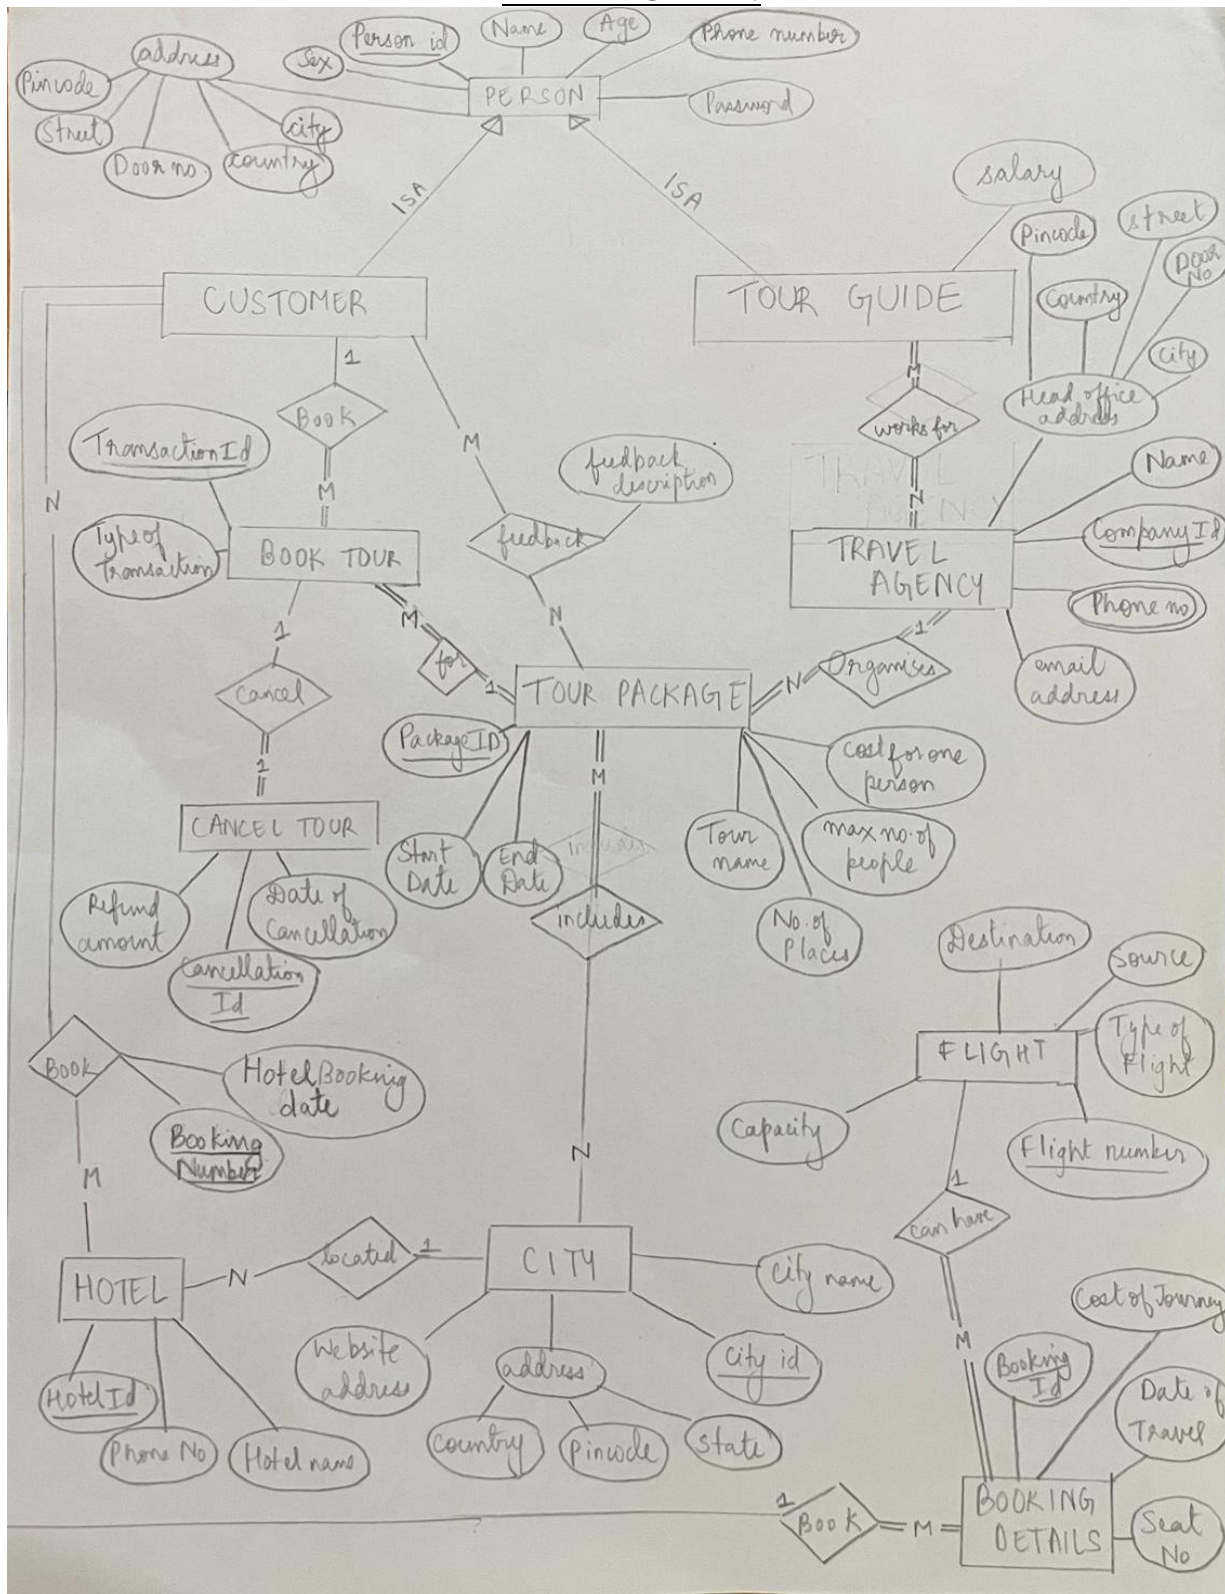 Person id
Name
Age
Phone number
address
Sex
Pincode
PERSON
Password
Street
city
Door no.
country
ISA
ISA
salary
Pincode
street
Door
No
CUSTOMER
TOUR GUIDE
Country
1
City
Book
M
Head office
address
works for
TransactionId
M
feedback
description
Name
TRAVEL
AGENCY
N
M
N
Type of
Transaction
BOOK TOUR
feedback
TRAVEL
AGENCY
Company Id
Phone no
M
N
1
1
for
Organises
email
address
Cancel
1
TOUR PACKAGE
N
PackageID
M
cost for one
person
1
CANCEL TOUR
Start
Date
End
Date
includes
Tour
name
max no. of
people
Refund
amount
Date of
Cancellation
includes
No. of
Places
Cancellation
Id
Destination
Source
Book
FLIGHT
Type of
Flight
Hotel Booking
date
Capacity
Booking
Number
Flight number
M
N
1
can have
HOTEL
N
located
1
CITY
City name
Cost of Journey
Website
address
address
City id
M
Booking
Id
Hotel Id
Date of
Travel
Phone No
Hotel name
Country
Pincode
State
1
Book
M
BOOKING
DETAILS
Seat
No